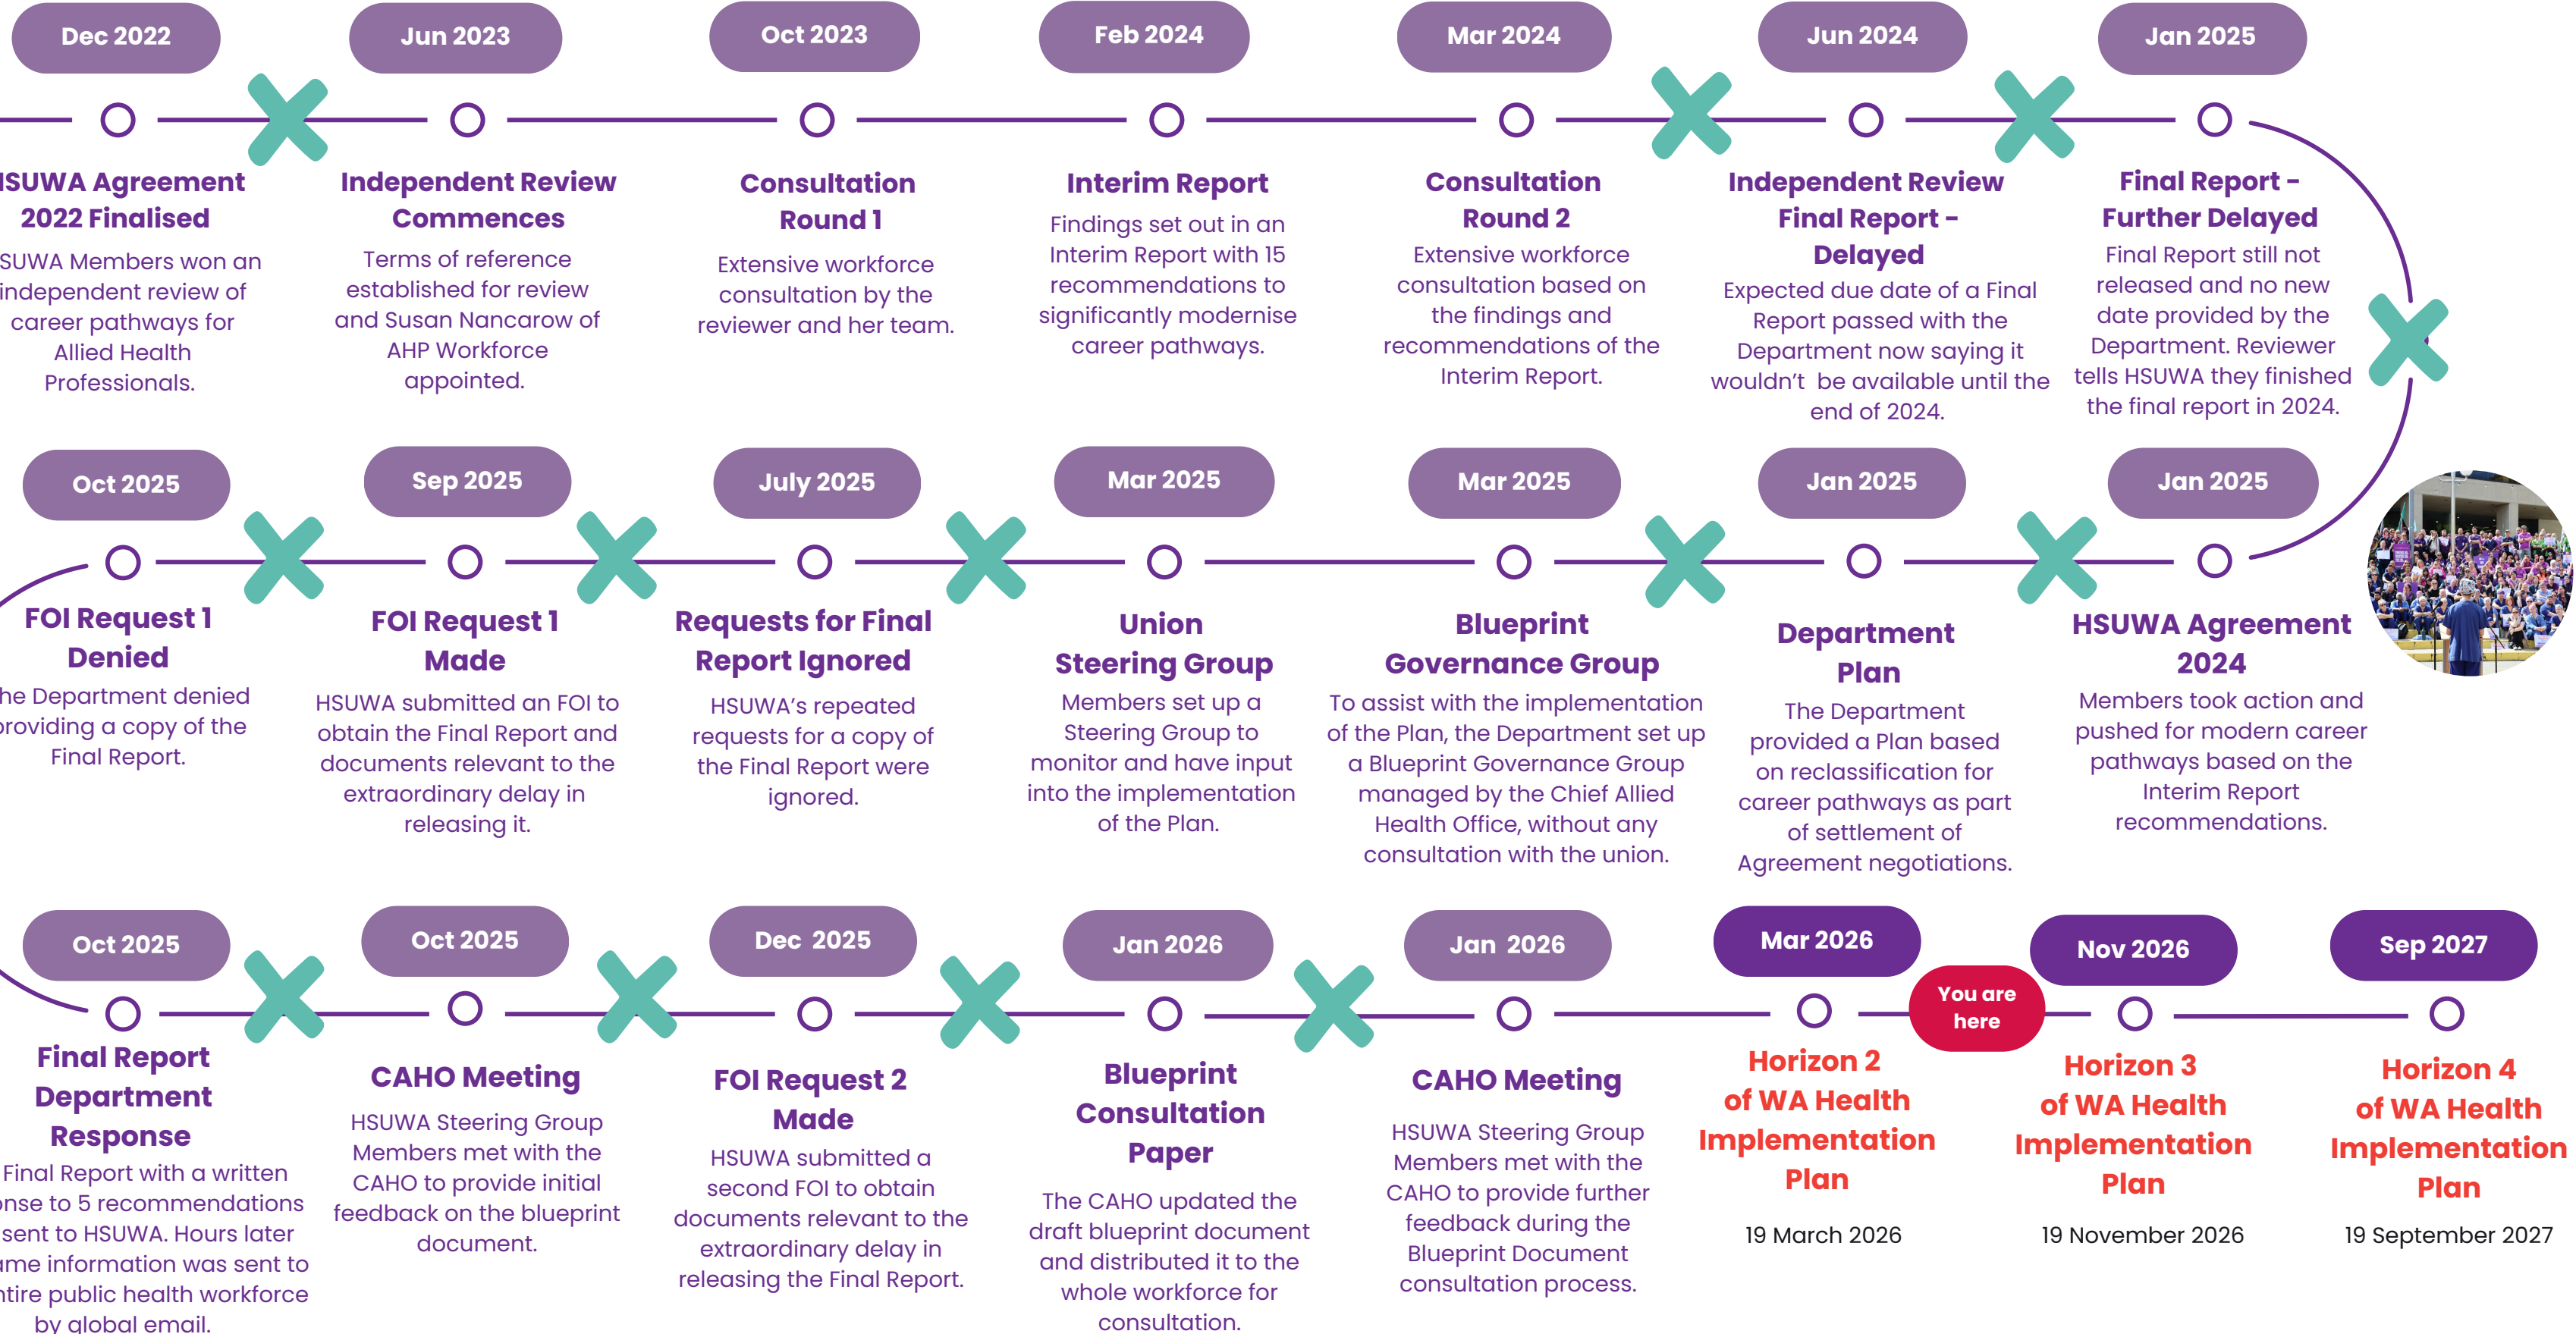 Dec 2022
SUWA Agreement
2022 Finalised
SUWA Members won an
independent review of
career pathways for
Allied Health
Professionals.
Jun 2023
Independent Review
Commences
Terms of reference
established for review
and Susan Nancarow of
AHP Workforce
appointed.
Oct 2023
Consultation
Round 1
Extensive workforce
consultation by the
reviewer and her team.
Feb 2024
Interim Report
Findings set out in an
Interim Report with 15
recommendations to
significantly modernise
career pathways.
Mar 2024
Consultation
Round 2
Extensive workforce
consultation based on
the findings and
recommendations of the
Interim Report.
Jun 2024
Independent Review
Final Report -
Delayed
Expected due date of a Final
Report passed with the
Department now saying it
wouldn't be available until the
end of 2024.
Jan 2025
Final Report -
Further Delayed
Final Report still not
released and no new
date provided by the
Department. Reviewer
tells HSUWA they finished
the final report in 2024.
Oct 2025
FOI Request 1
Denied
he Department denied
providing a copy of the
Final Report.
Sep 2025
FOI Request 1
Made
HSUWA submitted an FOI to
obtain the Final Report and
documents relevant to the
extraordinary delay in
releasing it.
July 2025
Requests for Final
Report Ignored
HSUWA's repeated
requests for a copy of
the Final Report were
ignored.
Mar 2025
Union
Steering Group
Members set up a
Steering Group to
monitor and have input
into the implementation
of the Plan.
Mar 2025
Blueprint
Governance Group
To assist with the implementation
of the Plan, the Department set up
a Blueprint Governance Group
managed by the Chief Allied
Health Office, without any
consultation with the union.
Jan 2025
Department
Plan
The Department
provided a Plan based
on reclassification for
career pathways as part
of settlement of
Agreement negotiations.
Jan 2025
HSUWA Agreement
2024
Members took action and
pushed for modern career
pathways based on the
Interim Report
recommendations.
Oct 2025
Final Report
Department
Response
Final Report with a written
onse to 5 recommendations
sent to HSUWA. Hours later
ame information was sent to
ntire public health workforce
by global email.
Oct 2025
CAHO Meeting
HSUWA Steering Group
Members met with the
CAHO to provide initial
feedback on the blueprint
document.
Dec 2025
FOI Request 2
Made
HSUWA submitted a
second FOI to obtain
documents relevant to the
extraordinary delay in
releasing the Final Report.
Jan 2026
Blueprint
Consultation
Paper
The CAHO updated the
draft blueprint document
and distributed it to the
whole workforce for
consultation.
Jan 2026
CAHO Meeting
HSUWA Steering Group
Members met with the
CAHO to provide further
feedback during the
Blueprint Document
consultation process.
Mar 2026
Horizon 2
of WA Health
Implementation
Plan
19 March 2026
You are
here
Nov 2026
Horizon 3
of WA Health
Implementation
Plan
19 November 2026
Sep 2027
Horizon 4
of WA Health
Implementation
Plan
19 September 2027